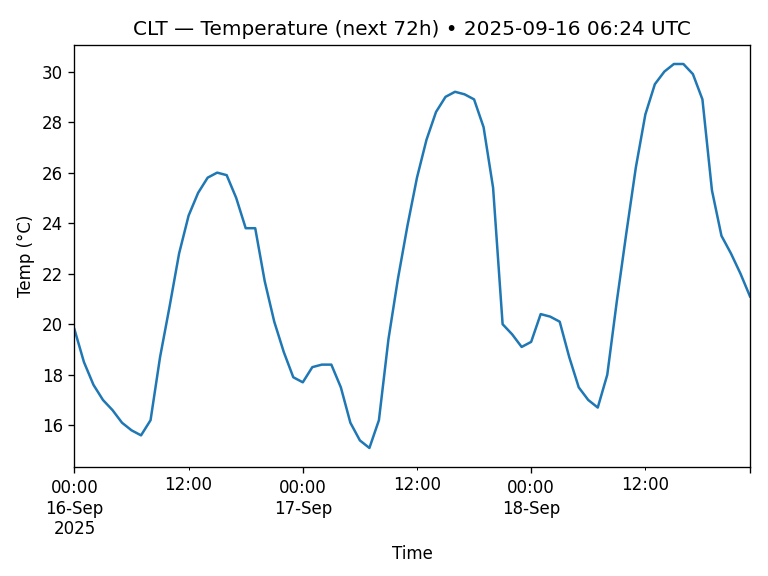 CLT — Temperature (next 72h) • 2025-09-16 06:24 UTC
30
28
26
24
22
20
18
16
Temp (°C)
00:00 12:00 00:00 12:00 00:00 12:00
16-Sep 17-Sep 18-Sep
2025
Time